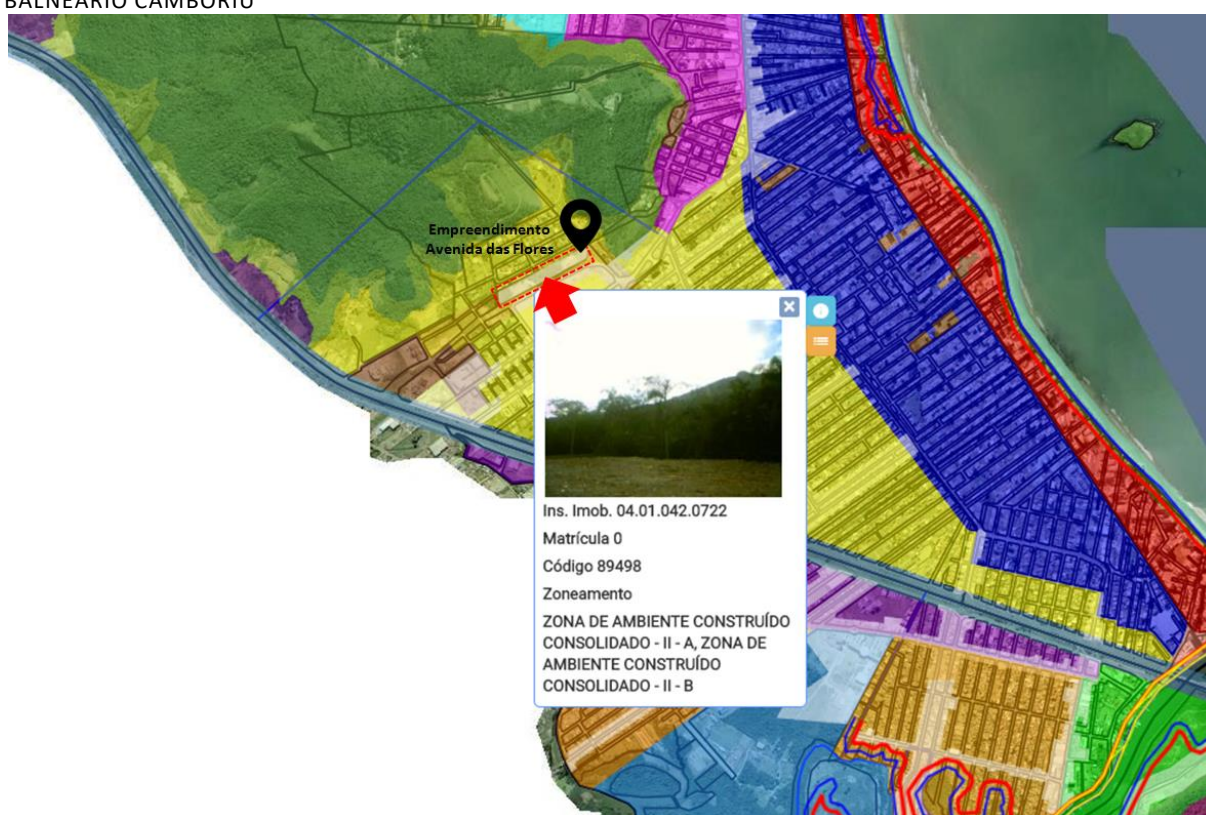 BALNEÁRIO CAMBORIÚ
Empreendimento
Avenida das Flores
Ins. Imob. 04.01.042.0722
Matrícula 0
Código 89498
Zoneamento
ZONA DE AMBIENTE CONSTRUÍDO
CONSOLIDADO - II - A, ZONA DE
AMBIENTE CONSTRUÍDO
CONSOLIDADO - II - B